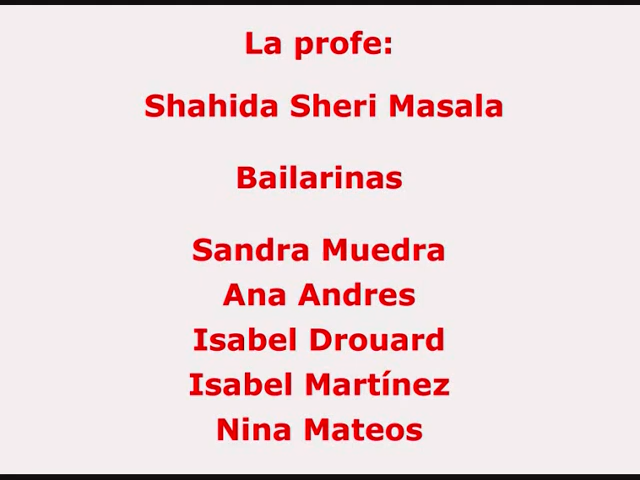 La profe:
Shahida Sheri Masala
Bailarinas
Sandra Muedra
Ana Andres
Isabel Drouard
Isabel Martínez
Nina Mateos